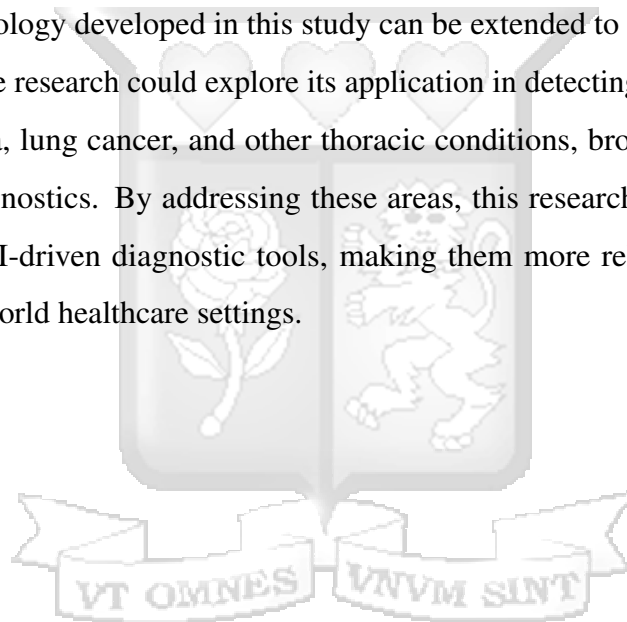 ology developed in this study can be extended to
e research could explore its application in detecting
, lung cancer, and other thoracic conditions, bro
gnostics. By addressing these areas, this research
I-driven diagnostic tools, making them more re
orld healthcare settings.
VT OMNES VNVM SINT